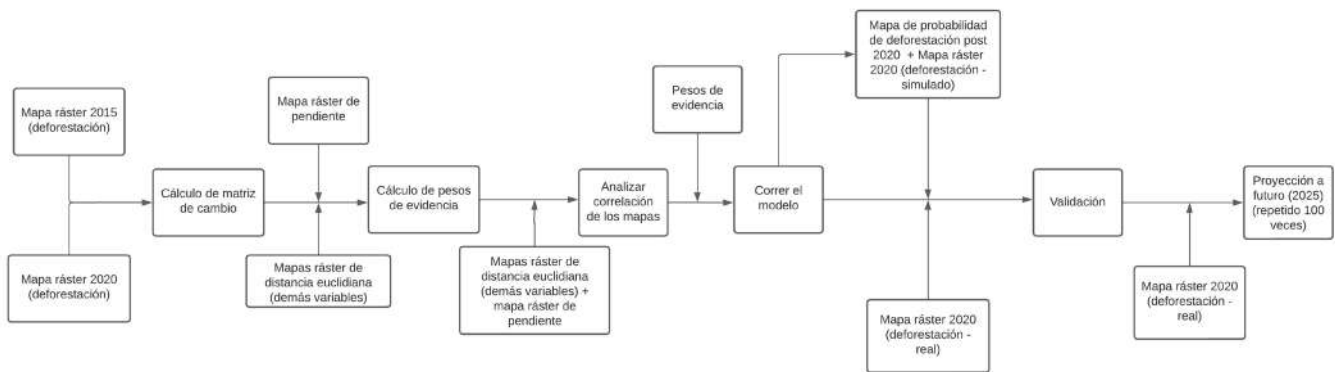 Mapa ráster 2015
(deforestación)
Mapa ráster 2020
(deforestación)
Cálculo de matriz
de cambio
Mapa ráster de
pendiente
Mapas ráster de
distancia euclidiana
(demás variables)
Cálculo de pesos
de evidencia
Mapas ráster de
distancia euclidiana
(demás variables) +
mapa ráster de
pendiente
Analizar
correlación
de los mapas
Pesos de
evidencia
Correr el
modelo
Mapa de probabilidad
de deforestación post
2020 + Mapa ráster
2020 (deforestación -
simulado)
Mapa ráster 2020
(deforestación -
real)
Validación
Mapa ráster 2020
(deforestación -
real)
Proyección a
futuro (2025)
(repetido 100
veces)